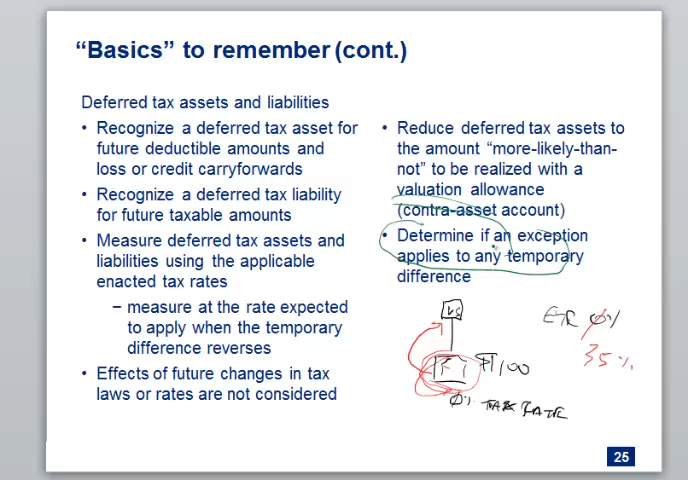 “Basics” to remember (cont.)
Deferred tax assets and liabilities
• Recognize a deferred tax asset for
future deductible amounts and
loss or credit carryforwards
• Recognize a deferred tax liability
for future taxable amounts
• Measure deferred tax assets and
liabilities using the applicable
enacted tax rates
– measure at the rate expected
to apply when the temporary
difference reverses
• Effects of future changes in tax
laws or rates are not considered
• Reduce deferred tax assets to
the amount “more-likely-than-
not” to be realized with a
valuation allowance
(contra-asset account)
• Determine if an exception
applies to any temporary
difference
US
ETR 0%
35%
100
0% TAX RATE
25